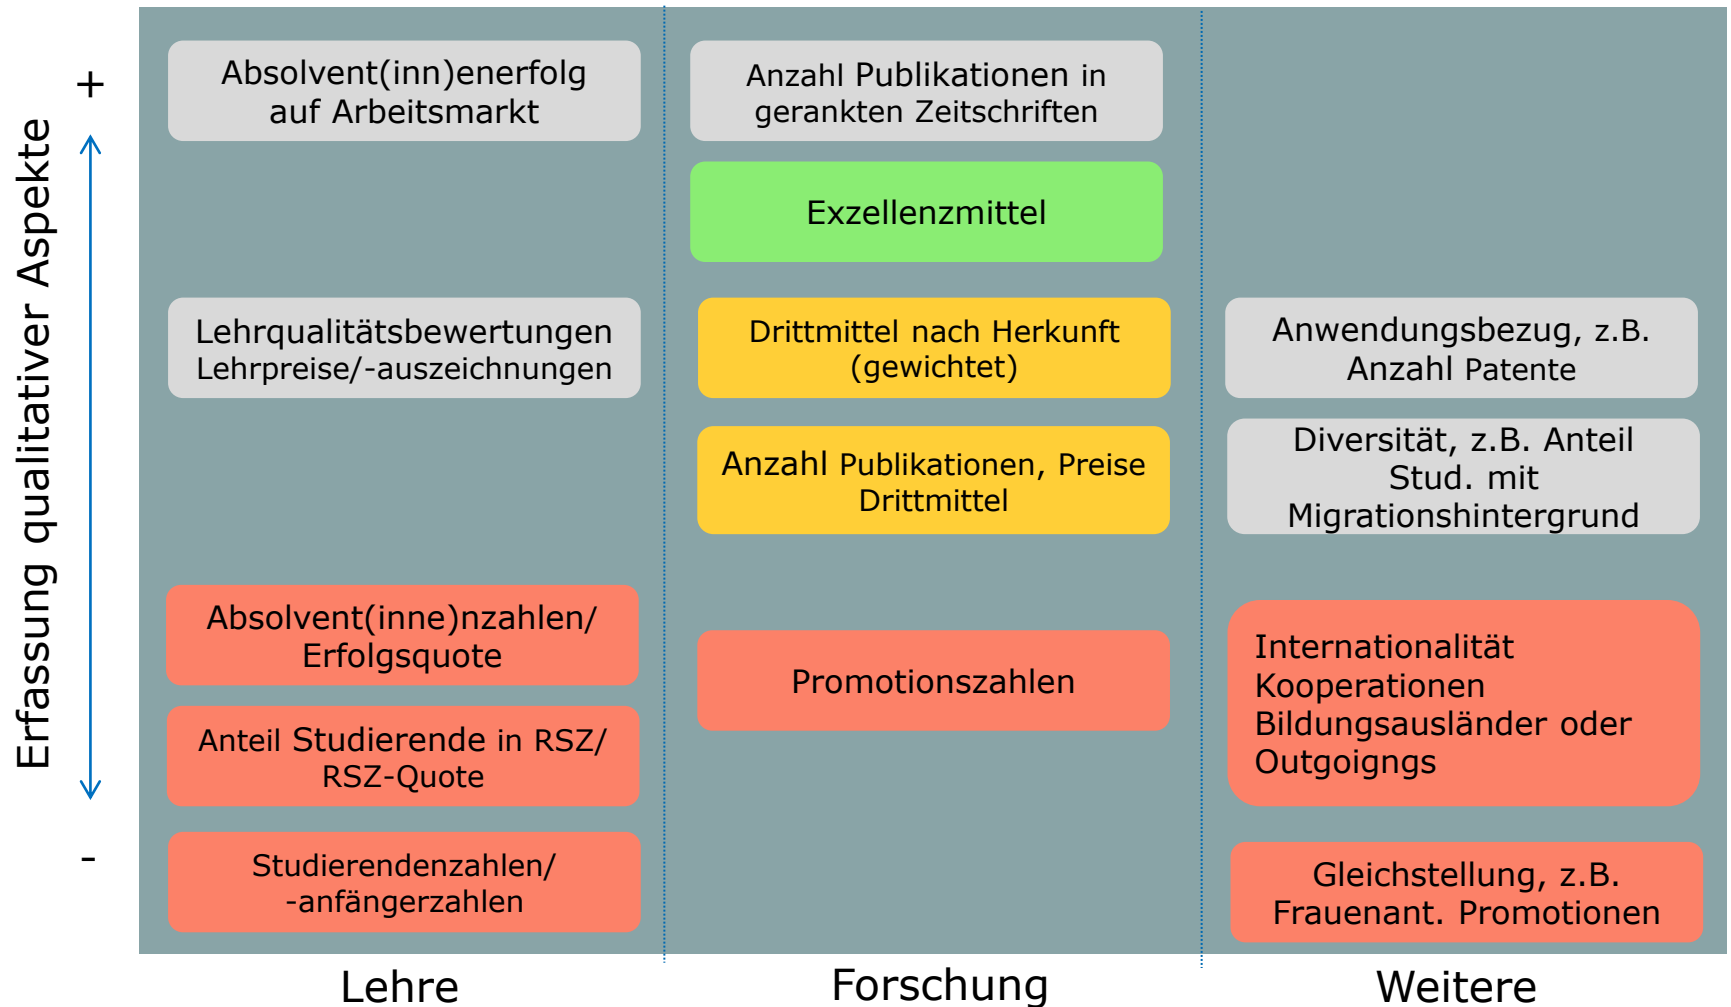 Erfassung qualitativer Aspekte
+
-
Absolvent(inn)enerfolg
auf Arbeitsmarkt
Lehrqualitätsbewertungen
Lehrpreise/-auszeichnungen
Absolvent(inne)nzahlen/
Erfolgsquote
Anteil Studierende in RSZ/
RSZ-Quote
Studierendenzahlen/
-anfängerzahlen
Lehre
Anzahl Publikationen in
gerankten Zeitschriften
Exzellenzmittel
Drittmittel nach Herkunft
(gewichtet)
Anzahl Publikationen, Preise
Drittmittel
Promotionszahlen
Forschung
Anwendungsbezug, z.B.
Anzahl Patente
Diversität, z.B. Anteil
Stud. mit
Migrationshintergrund
Internationalität
Kooperationen
Bildungsausländer oder
Outgoigngs
Gleichstellung, z.B.
Frauenant. Promotionen
Weitere